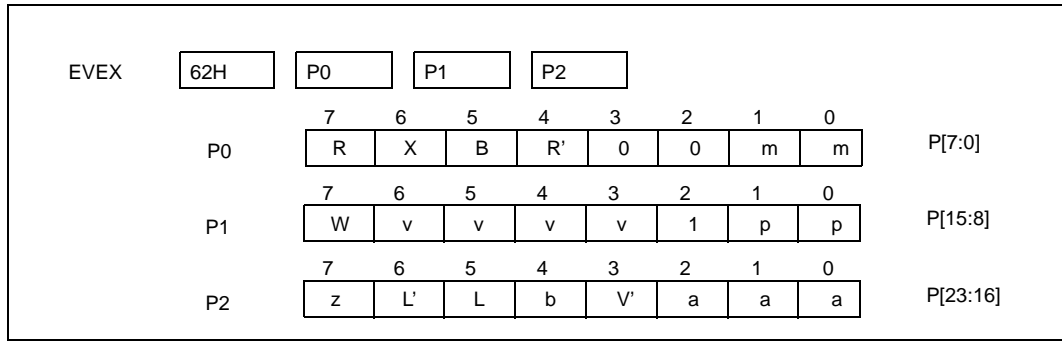 EVEX 62H P0 P1 P2
7 6 5 4 3 2 1 0
P0 R X B R’ 0 0 m m P[7:0]
7 6 5 4 3 2 1 0
P1 W v v v v 1 p p P[15:8]
7 6 5 4 3 2 1 0
P2 z L’ L b V’ a a a P[23:16]